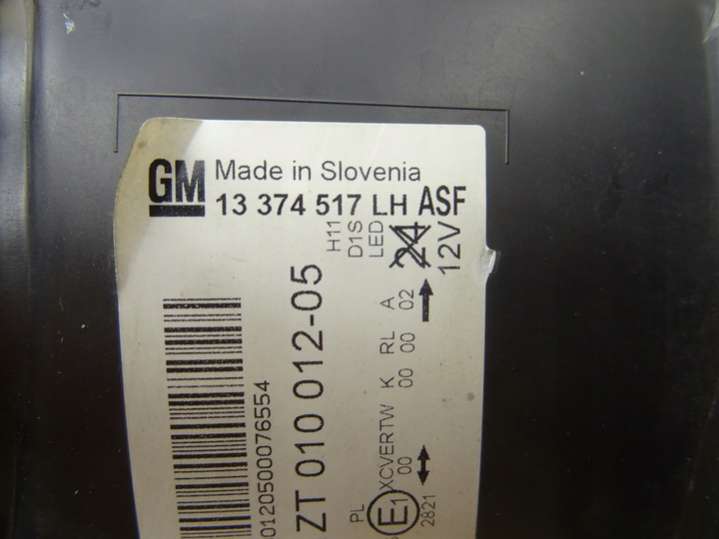 GM Made in Slovenia
13 374 517 LH ASF
H11
D1S
LED
24
12V
1ZT 010 012-05
01205000076554
A
02
RL
00
K
00
XCVERTW
00
PL
E1
2821